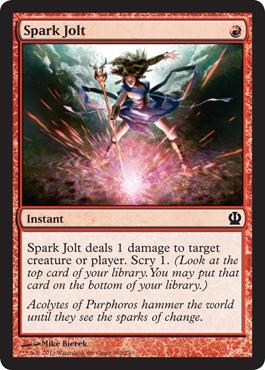 Spark Jolt
Instant
Spark Jolt deals 1 damage to target
creature or player. Scry 1. (Look at the
top card of your library. You may put that
card on the bottom of your library.)
Acolytes of Purphoros hammer the world
until they see the sparks of change.
Mike Bierek